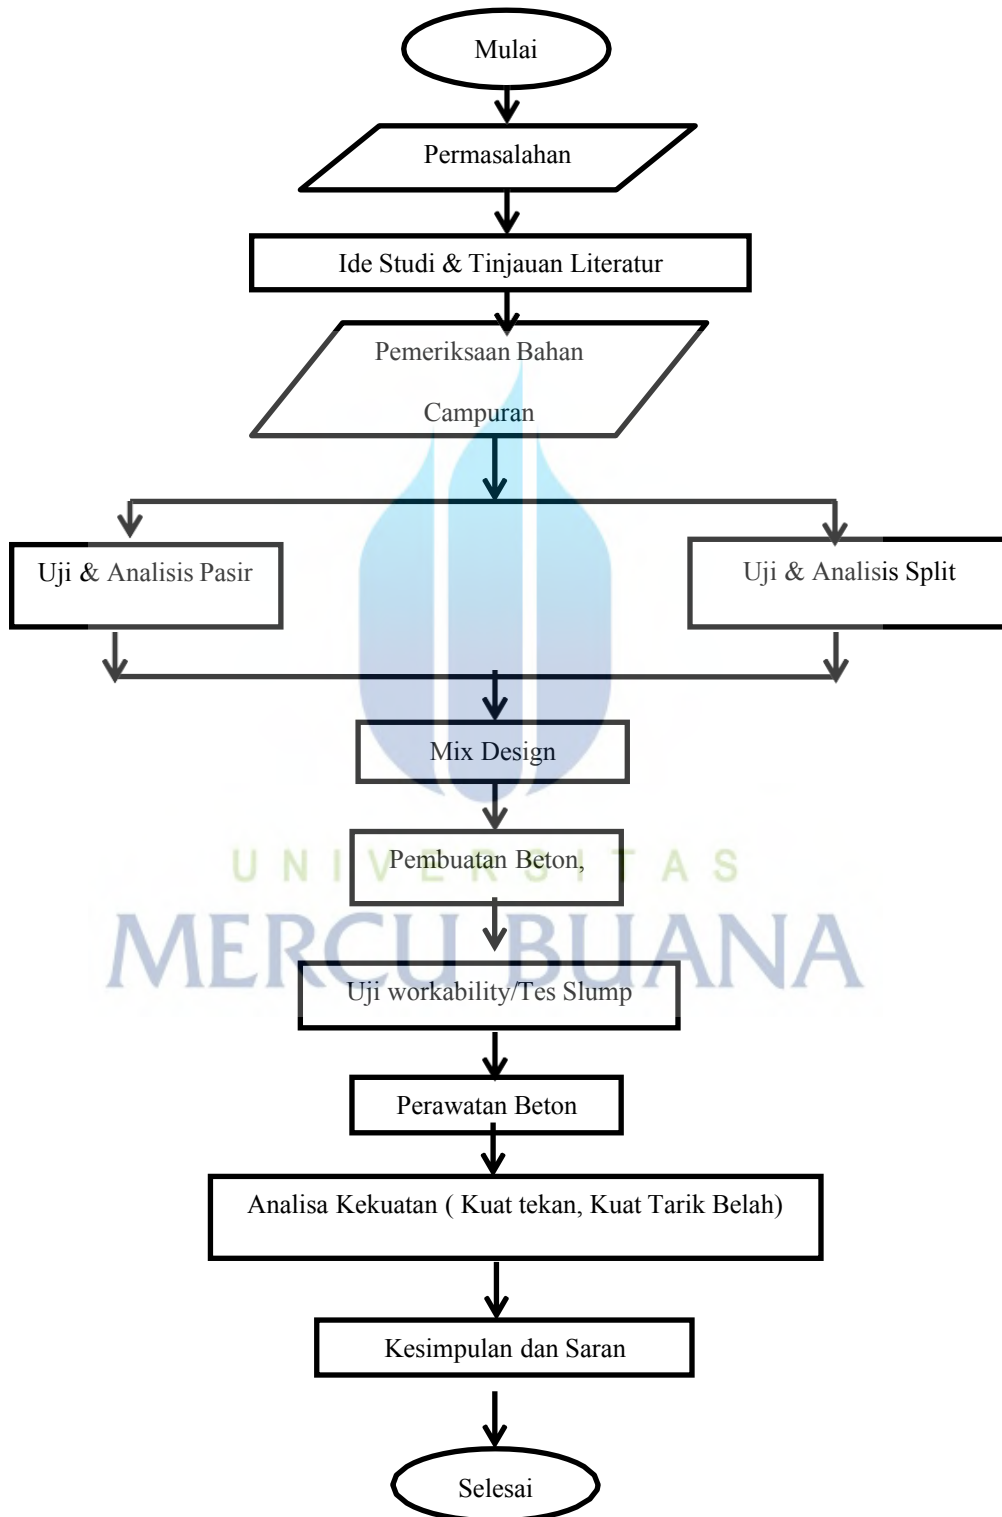 Mulai
Permasalahan
Ide Studi & Tinjauan Literatur
Pemeriksaan Bahan
Campuran
Uji & Analisis Pasir
Uji & Analisis Split
Mix Design
Pembuatan Beton,
UNIVERSITAS
MERCU BUANA
Uji workability/Tes Slump
Perawatan Beton
Analisa Kekuatan ( Kuat tekan, Kuat Tarik Belah)
Kesimpulan dan Saran
Selesai